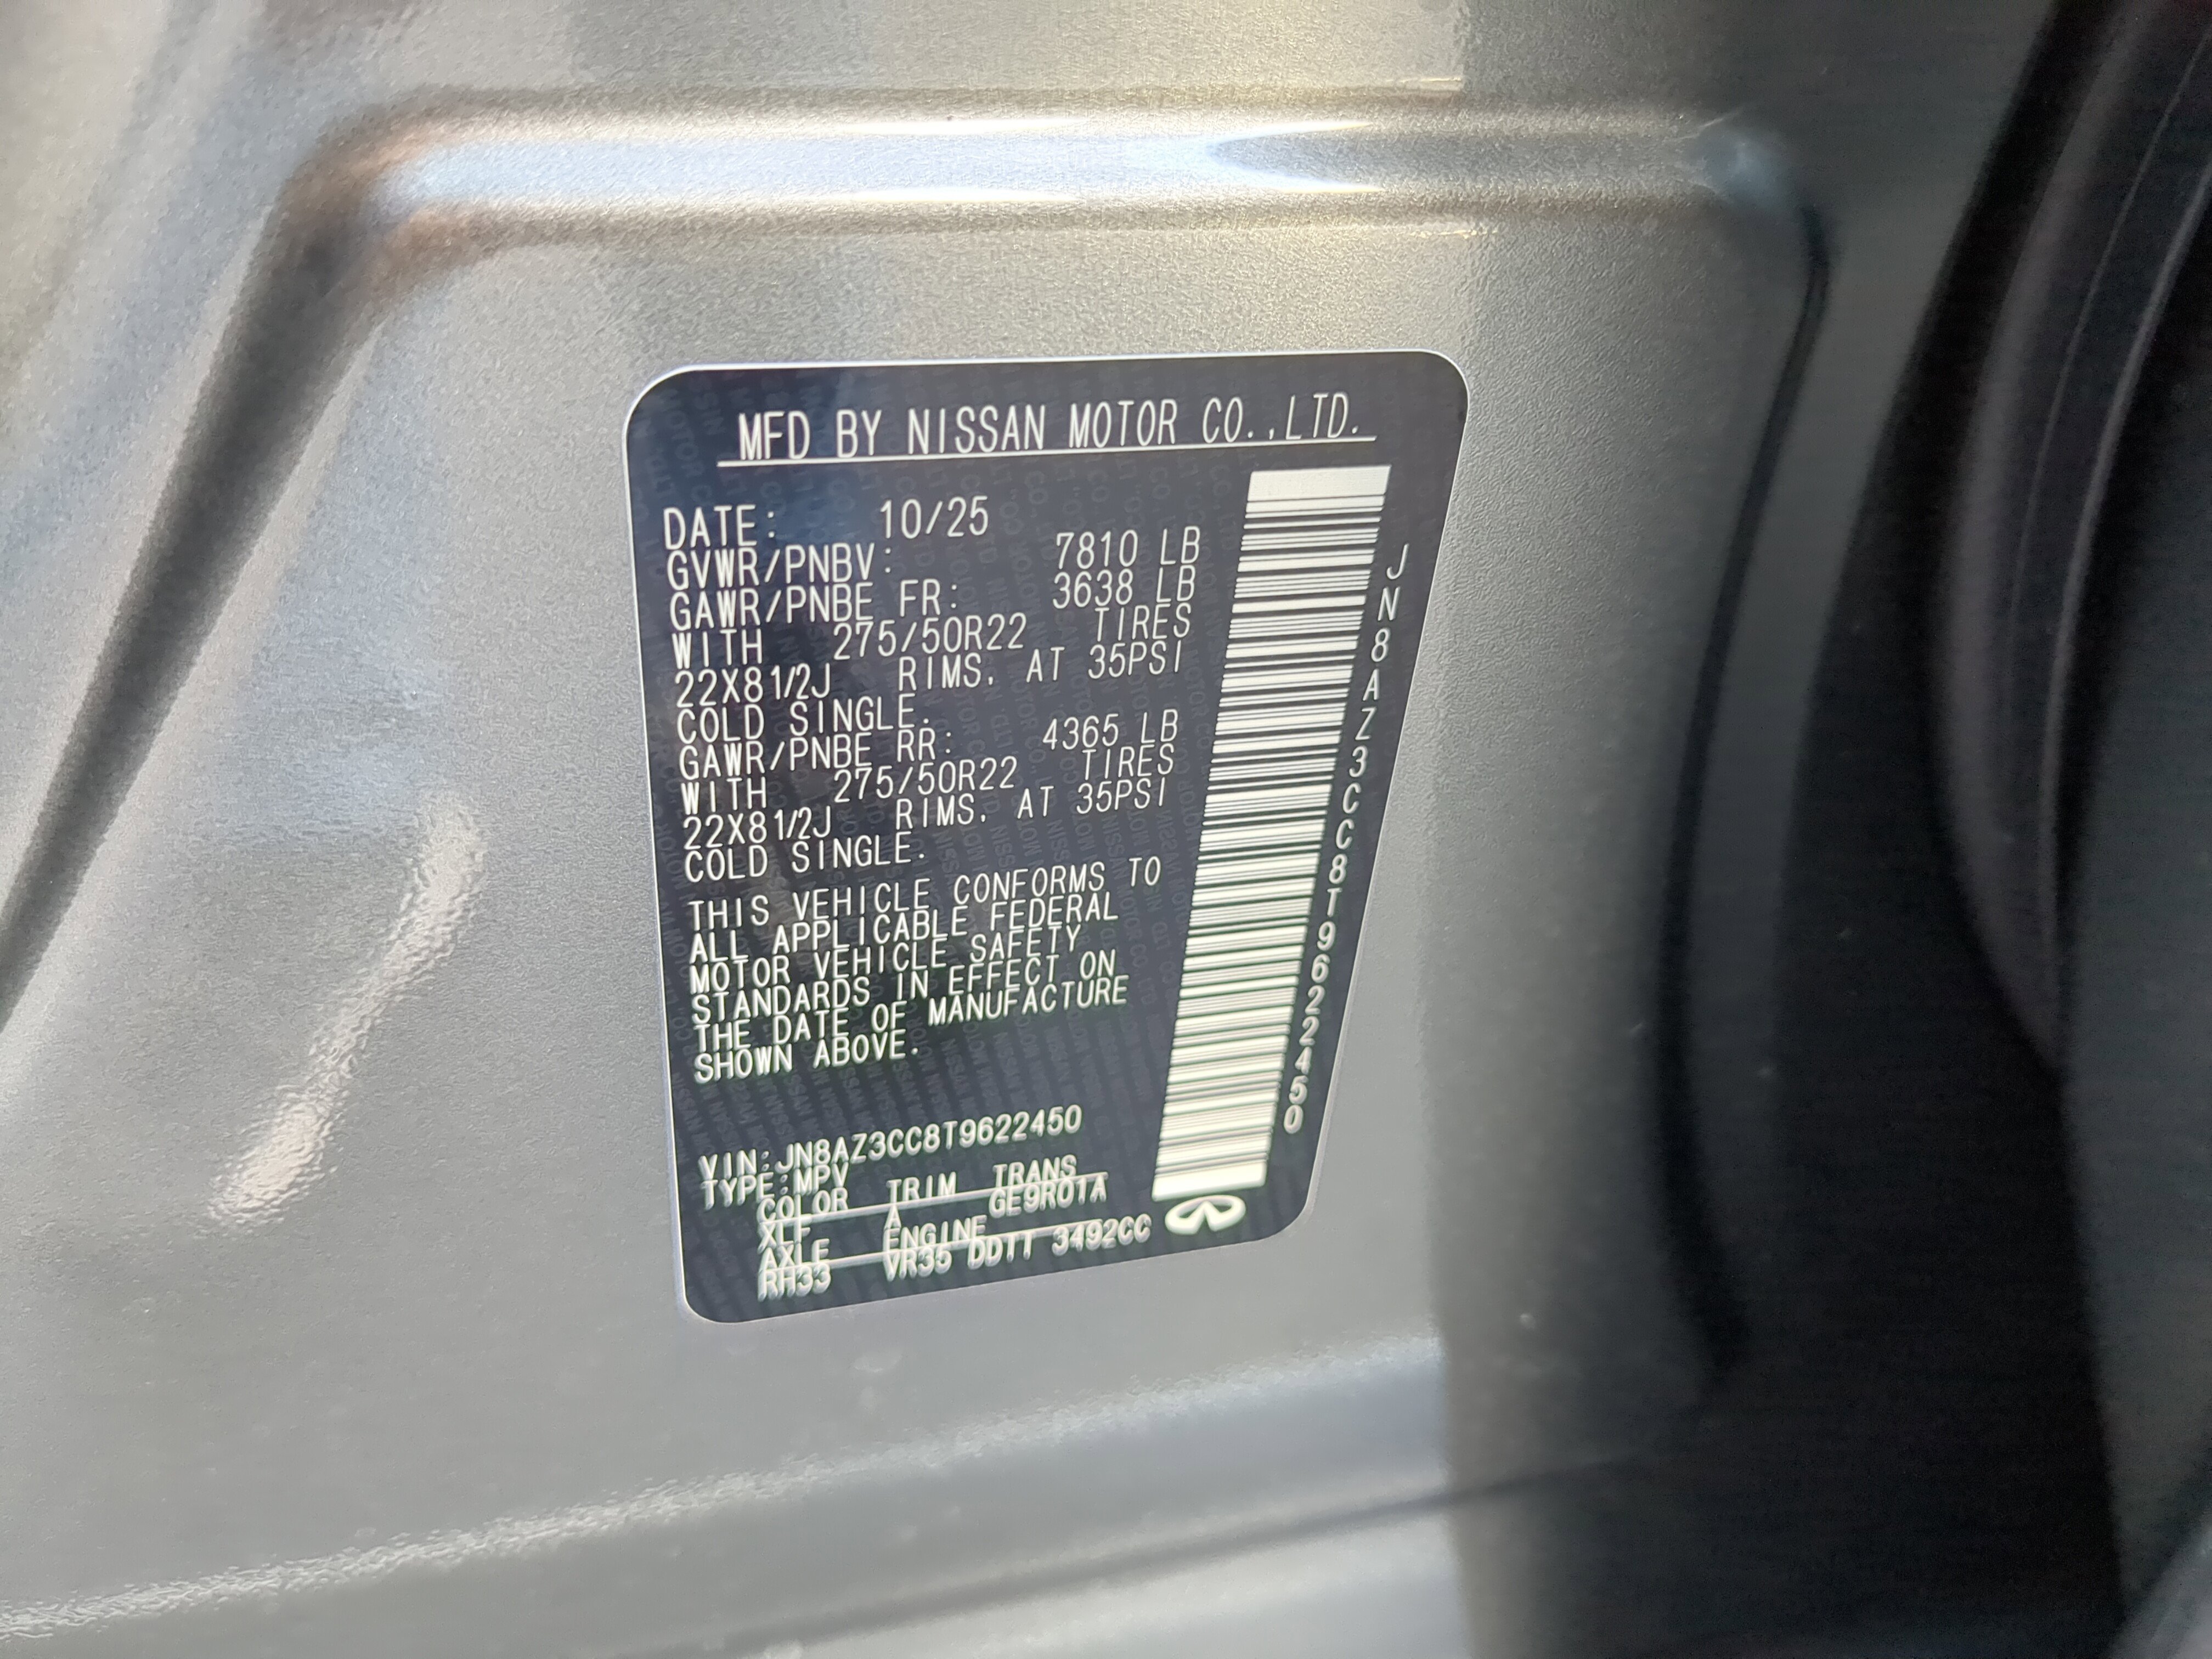 MFD BY NISSAN MOTOR CO.,LTD.
DATE: 10/25
GVWR/PNBV: 7810 LB
GAWR/PNBE FR: 3638 LB
WITH 275/50R22 TIRES
22X8 1/2J RIMS, AT 35PSI
COLD SINGLE.
GAWR/PNBE RR: 4365 LB
WITH 275/50R22 TIRES
22X8 1/2J RIMS, AT 35PSI
COLD SINGLE.
THIS VEHICLE CONFORMS TO
ALL APPLICABLE FEDERAL
MOTOR VEHICLE SAFETY
STANDARDS IN EFFECT ON
THE DATE OF MANUFACTURE
SHOWN ABOVE.
VIN:JN8AZ3CC8T9622450
TYPE:MPV
COLOR TRIM TRANS
XLF A GE9R01A
AXLE ENGINE
RH33 VR35 DDTT 3492CC
JN8AZ3CC8T9622450